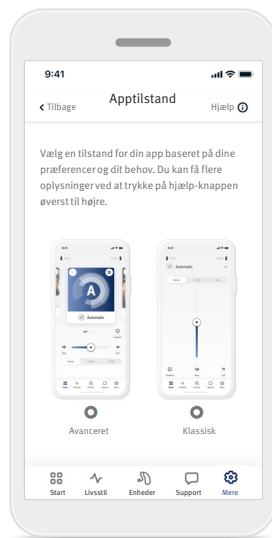 9:41
Tilbage
Apptilstand
Hjælp
Vælg en tilstand for din app baseret på dine
præferencer og dit behov. Du kan få flere
oplysninger ved at trykke på hjælp-knappen
øverst til højre.
A
Automatic
Automatic
Avanceret
Klassisk
Start
Livsstil
Enheder
Support
Mere